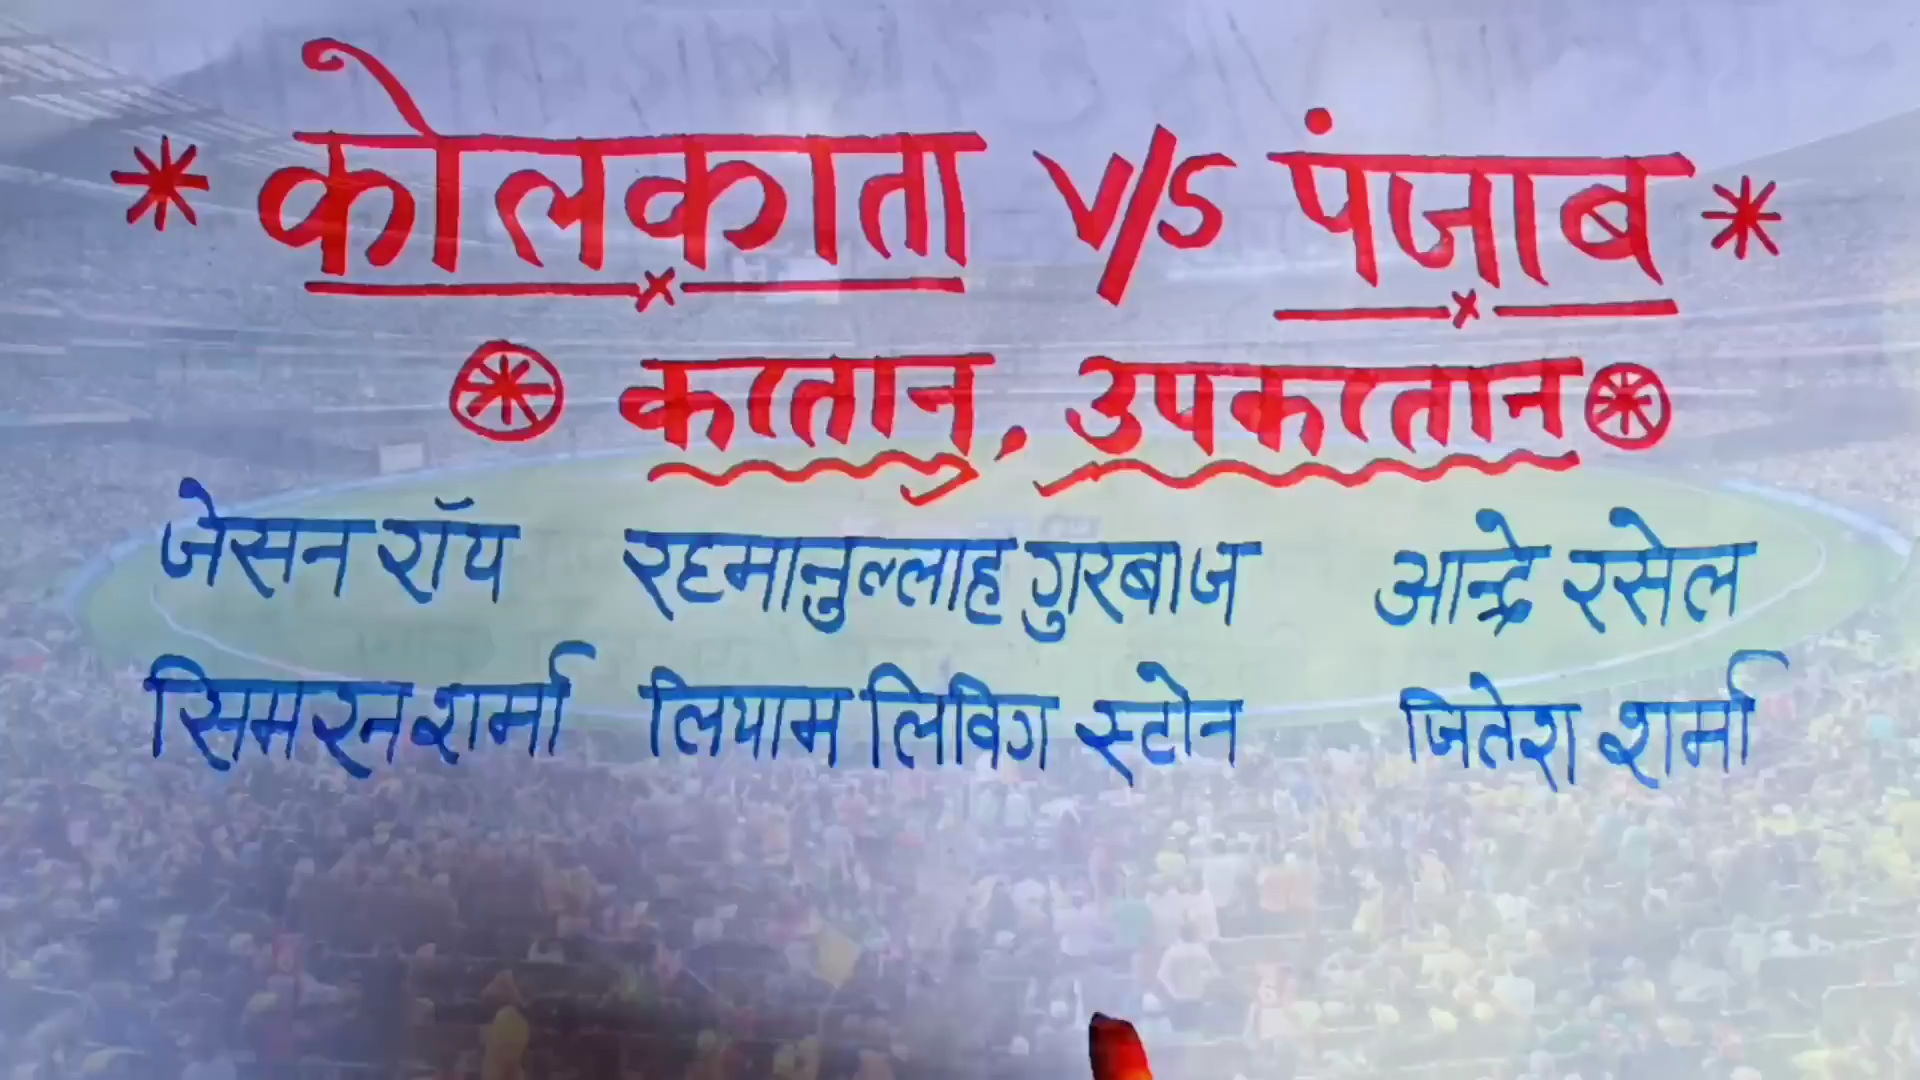 कोलकाता V/S पंजाब
कप्तान, उपकप्तान
जेसन रॉय रहमानुल्लाह गुरबाज आन्द्रे रसेल
सिमरन शर्मा लियाम लिविंग स्टोन जितेश शर्मा